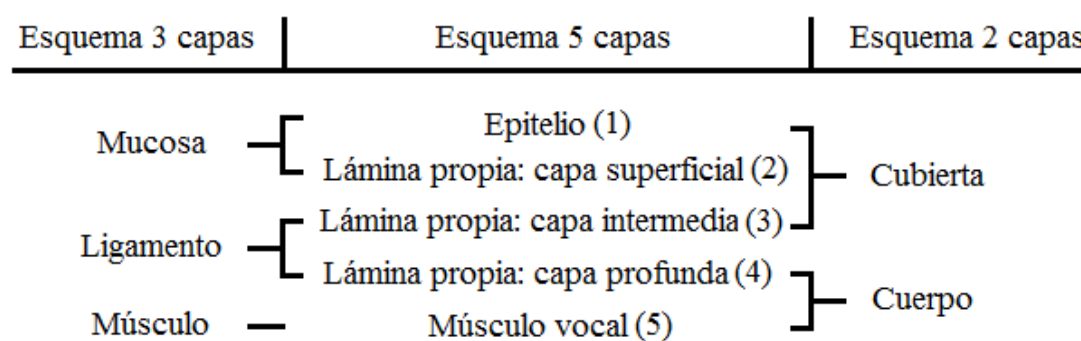 Esquema 3 capas Esquema 5 capas Esquema 2 capas
Epitelio (1)
Mucosa
Lámina propia: capa superficial (2)
Cubierta
Lámina propia: capa intermedia (3)
Ligamento
Lámina propia: capa profunda (4)
Cuerpo
Músculo Músculo vocal (5)